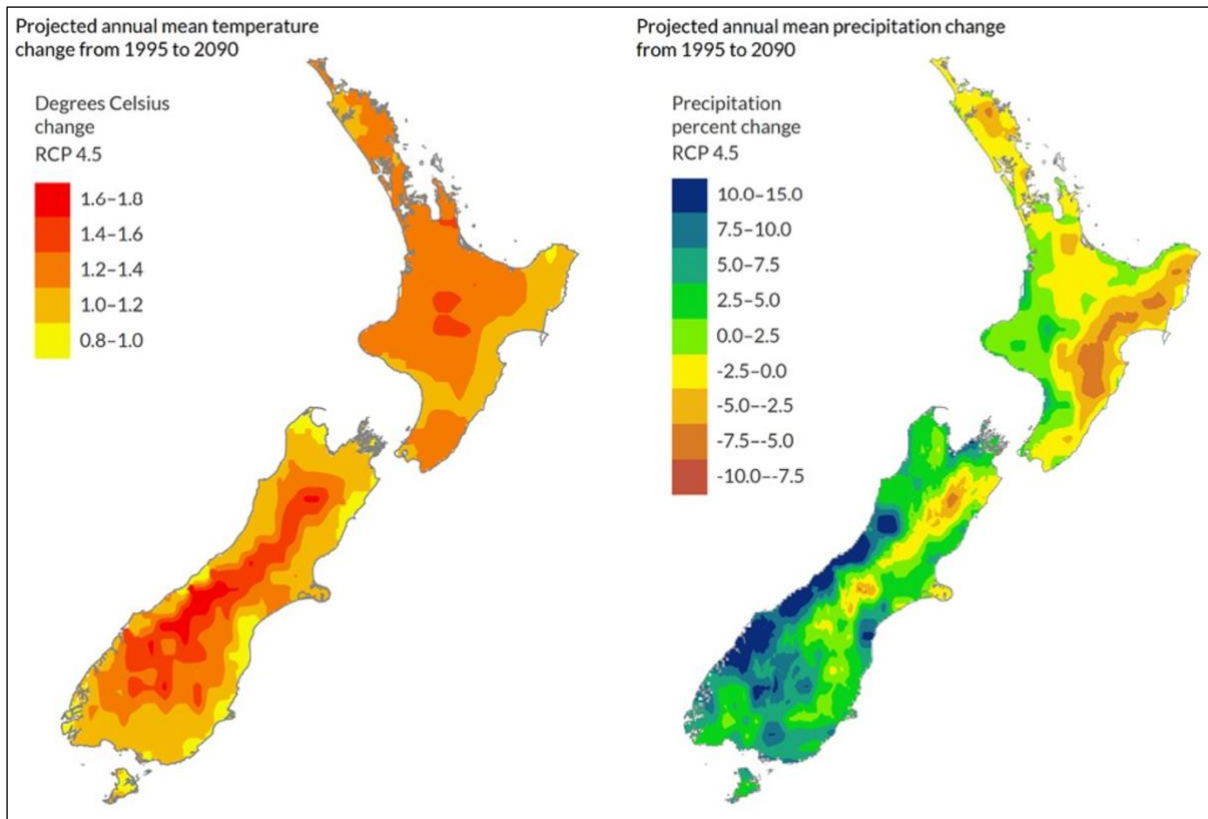 Projected annual mean temperature
change from 1995 to 2090
Degrees Celsius
change
RCP 4.5
1.6–1.8
1.4–1.6
1.2–1.4
1.0–1.2
0.8–1.0
Projected annual mean precipitation change
from 1995 to 2090
Precipitation
percent change
RCP 4.5
10.0–15.0
7.5–10.0
5.0–7.5
2.5–5.0
0.0–2.5
-2.5–0.0
-5.0–-2.5
-7.5–-5.0
-10.0–-7.5